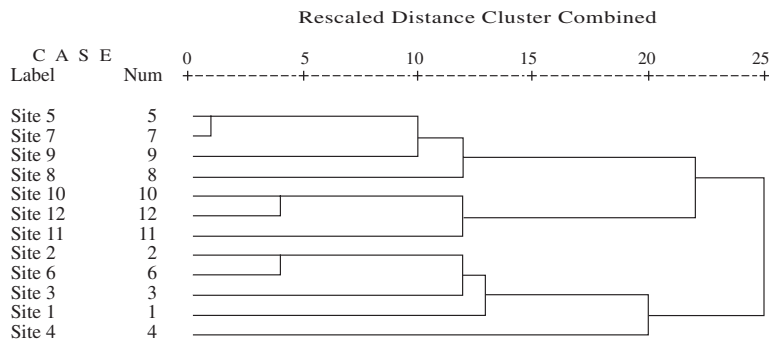 Rescaled Distance Cluster Combined
C A S E 0 5 10 15 20 25
Label Num
Site 5 5
Site 7 7
Site 9 9
Site 8 8
Site 10 10
Site 12 12
Site 11 11
Site 2 2
Site 6 6
Site 3 3
Site 1 1
Site 4 4